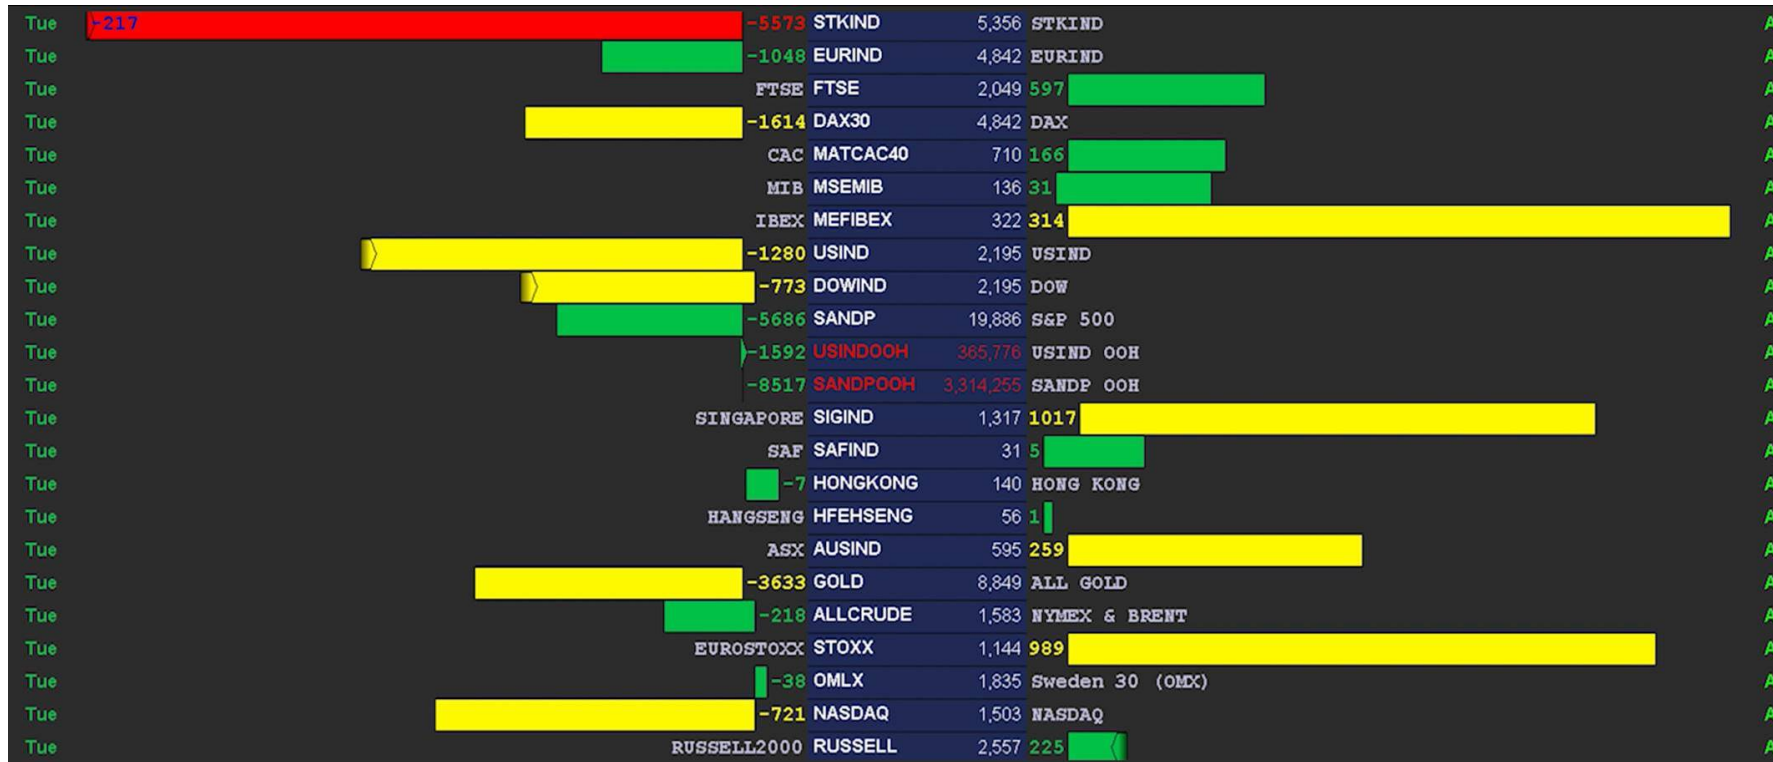 Tue -217 -5573 STKIND 5,356 STKIND A
Tue -1048 EURIND 4,842 EURIND A
Tue FTSE FTSE 2,049 597 A
Tue -1614 DAX30 4,842 DAX A
Tue CAC MATCAC40 710 166 A
Tue MIB MSEMIB 136 31 A
Tue IBEX MEFIBEX 322 314 A
Tue -1280 USIND 2,195 USIND A
Tue -773 DOWIND 2,195 DOW A
Tue -5686 SANDP 19,886 S&P 500 A
Tue -1592 USINDOOH 365,776 USIND OOH A
Tue -8517 SANDPOOH 3,314,255 SANDP OOH A
Tue SINGAPORE SIGIND 1,317 1017 A
Tue SAF SAFIND 31 5 A
Tue -7 HONGKONG 140 HONG KONG A
Tue HANGSENG HFEHSENG 56 1 A
Tue ASX AUSIND 595 259 A
Tue -3633 GOLD 8,849 ALL GOLD A
Tue -218 ALLCRUDE 1,583 NYMEX & BRENT A
Tue EUROSTOXX STOXX 1,144 989 A
Tue -38 OMLX 1,835 Sweden 30 (OMX) A
Tue -721 NASDAQ 1,503 NASDAQ A
Tue RUSSELL2000 RUSSELL 2,557 225 A